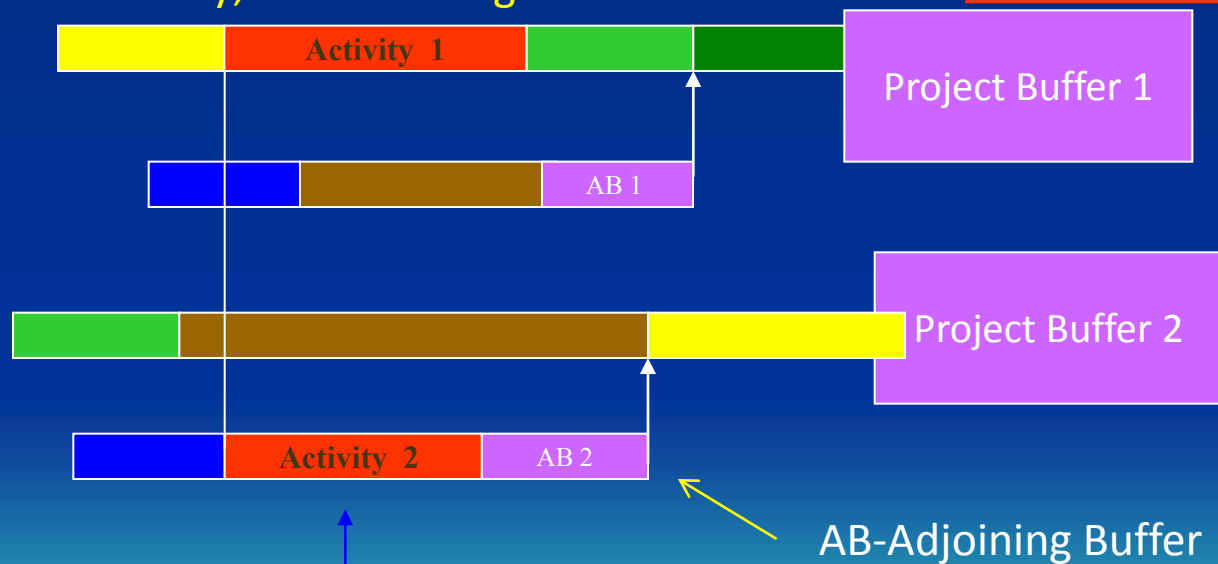 Activity 1
Project Buffer 1
AB 1
Project Buffer 2
Activity 2
AB 2
AB-Adjoining Buffer